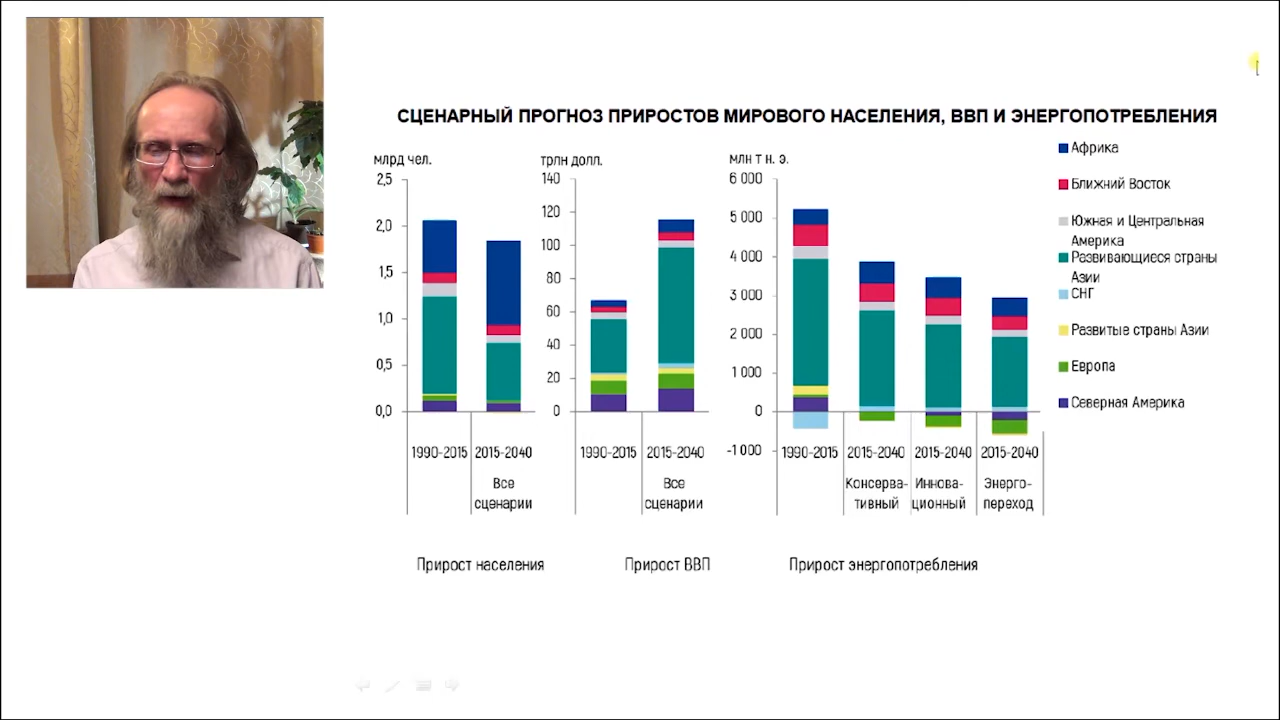 СЦЕНАРНЫЙ ПРОГНОЗ ПРИРОСТОВ МИРОВОГО НАСЕЛЕНИЯ, ВВП И ЭНЕРГОПОТРЕБЛЕНИЯ
млрд чел.
2,5
2,0
1,5
1,0
0,5
0,0
1990-2015
2015-2040
Все
сценарии
Прирост населения
трлн долл.
140
120
100
80
60
40
20
0
1990-2015
2015-2040
Все
сценарии
Прирост ВВП
млн т н. э.
6 000
5 000
4 000
3 000
2 000
1 000
0
-1 000
1990-2015
2015-2040
Консерва-
тивный
2015-2040
Иннова-
ционный
2015-2040
Энерго-
переход
Прирост энергопотребления
Африка
Ближний Восток
Южная и Центральная
Америка
Развивающиеся страны
Азии
СНГ
Развитые страны Азии
Европа
Северная Америка